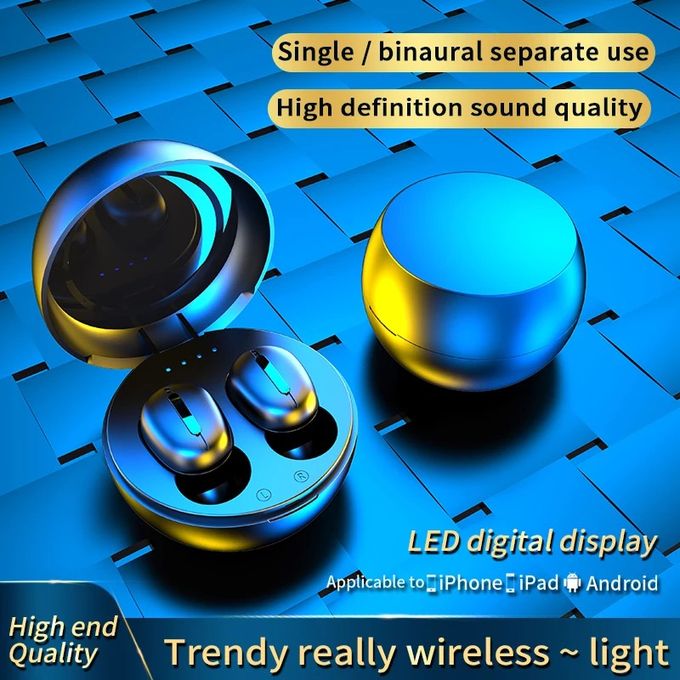 Single / binaural separate use
High definition sound quality
L R
LED digital display
Applicable to iPhone iPad Android
High end
Quality
Trendy really wireless ~ light